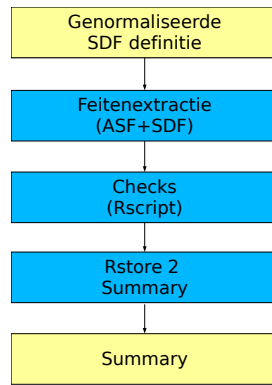 Genormaliseerde
SDF definitie
Feitenextractie
(ASF+SDF)
Checks
(Rscript)
Rstore 2
Summary
Summary